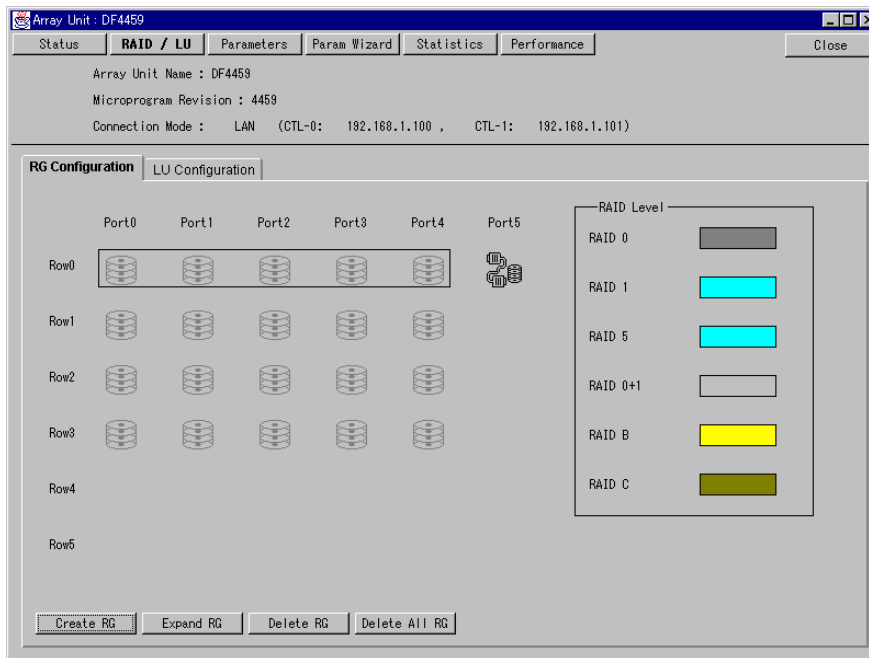 Array Unit : DF4459
Status RAID / LU Parameters Param Wizard Statistics Performance Close
Array Unit Name : DF4459
Microprogram Revision : 4459
Connection Mode : LAN (CTL-0: 192.168.1.100 , CTL-1: 192.168.1.101)
RG Configuration LU Configuration
Port0 Port1 Port2 Port3 Port4 Port5
Row0
Row1
Row2
Row3
Row4
Row5
RAID Level
RAID 0
RAID 1
RAID 5
RAID 0+1
RAID B
RAID C
Create RG Expand RG Delete RG Delete All RG